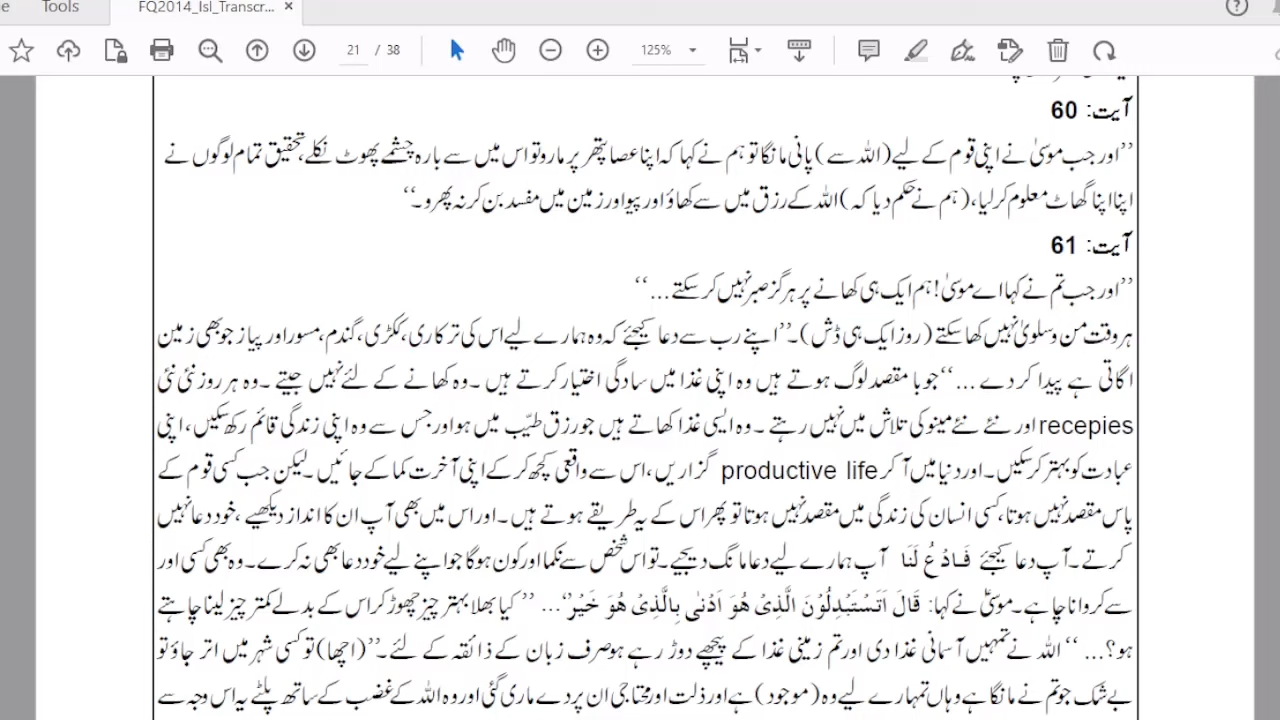 Tools
FQ2014_Isl_Transcr... ×
21 / 38
125%
آیت: 60
’’اور جب موسیٰ نے اپنی قوم کے لیے (اللہ سے) پانی مانگا تو ہم نے کہا کہ اپنا عصا پتھر پر مارو تو اس میں سے بارہ چشمے پھوٹ نکلے، تحقیق تمام لوگوں نے
اپنا اپنا گھاٹ معلوم کر لیا، (ہم نے حکم دیا کہ) اللہ کے رزق میں سے کھاؤ اور پیو اور زمین میں مفسد بن کر نہ پھرو۔‘‘
آیت: 61
’’اور جب تم نے کہا اے موسیٰ! ہم ایک ہی کھانے پر ہرگز صبر نہیں کر سکتے...‘‘
ہر وقت من و سلویٰ نہیں کھا سکتے (روز ایک ہی ڈش)۔ ’’اپنے رب سے دعا کیجئے کہ وہ ہمارے لیے اس کی ترکاری، ککڑی، گندم، مسور اور پیاز جو بھی زمین
اگاتی ہے پیدا کر دے ...‘‘ جو با مقصد لوگ ہوتے ہیں وہ اپنی غذا میں سادگی اختیار کرتے ہیں ۔ وہ کھانے کے لئے نہیں جیتے ۔ وہ ہر روز نئی نئی
recepies اور نئے نئے مینو کی تلاش میں نہیں رہتے ۔ وہ ایسی غذا کھاتے ہیں جو رزق طیّب میں ہو اور جس سے وہ اپنی زندگی قائم رکھ سکیں، اپنی
عبادت کو بہتر کر سکیں۔ اور دنیا میں آ کر productive life گزاریں، اس سے واقعی کچھ کر کے اپنی آخرت کما کے جائیں ۔ لیکن جب کسی قوم کے
پاس مقصد نہیں ہوتا، کسی انسان کی زندگی میں مقصد نہیں ہوتا تو پھر اس کے یہ طریقے ہوتے ہیں۔ اور اس میں بھی آپ ان کا انداز دیکھیے ، خود دعا نہیں
کرتے۔ آپ دعا کیجئے فَادْعُ لَنَا آپ ہمارے لیے دعا مانگ دیجیے۔ تو اس شخص سے نکما اور کون ہو گا جو اپنے لیے خود دعا بھی نہ کرے۔ وہ بھی کسی اور
سے کروانا چاہے۔ موسیٰؑ نے کہا: قَالَ اَتَسْتَبْدِلُوْنَ الَّذِیْ هُوَ اَدْنٰی بِالَّذِیْ هُوَ خَیْرٌ... ’’کیا بھلا بہتر چیز چھوڑ کر اس کے بدلے کمتر چیز لینا چاہتے
ہو؟...‘‘ اللہ نے تمہیں آسمانی غذا دی اور تم زمینی غذا کے پیچھے دوڑ رہے ہو صرف زبان کے ذائقہ کے لئے۔ ’’(اچھا) تو کسی شہر میں اتر جاؤ تو
بے شک جو تم نے مانگا ہے وہاں تمہارے لیے وہ (موجود) ہے اور ذلت اور محتاجی ان پر دے ماری گئی اور وہ اللہ کے غضب کے ساتھ پلٹے یہ اس وجہ سے